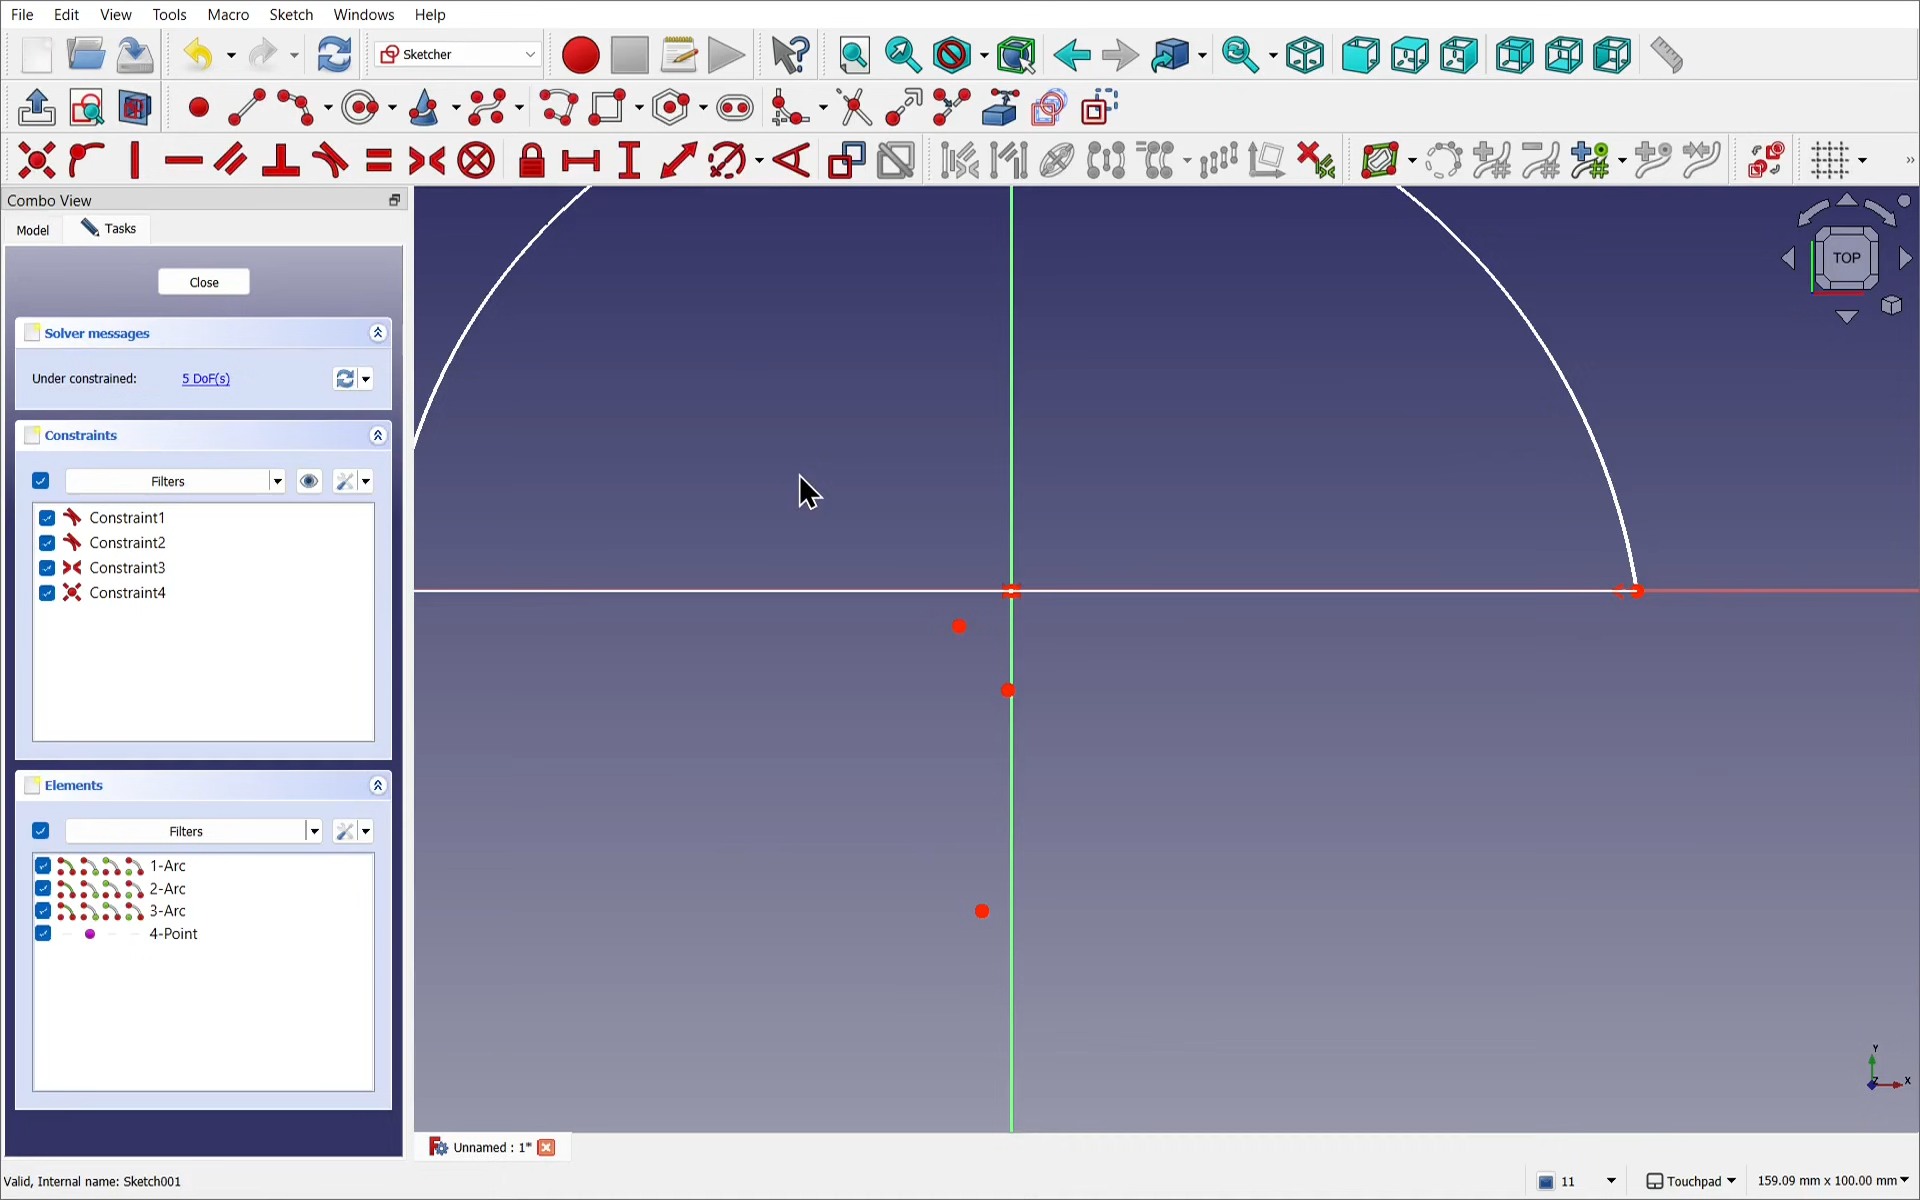 File Edit View Tools Macro Sketch Windows Help
Sketcher
Combo View
Model Tasks
Close
Solver messages
Under constrained: 5 DoF(s)
Constraints
Filters
Constraint1
Constraint2
Constraint3
Constraint4
Elements
Filters
1-Arc
2-Arc
3-Arc
4-Point
TOP
Y
Z X
Unnamed : 1*
Valid, Internal name: Sketch001
11 Touchpad 159.09 mm x 100.00 mm